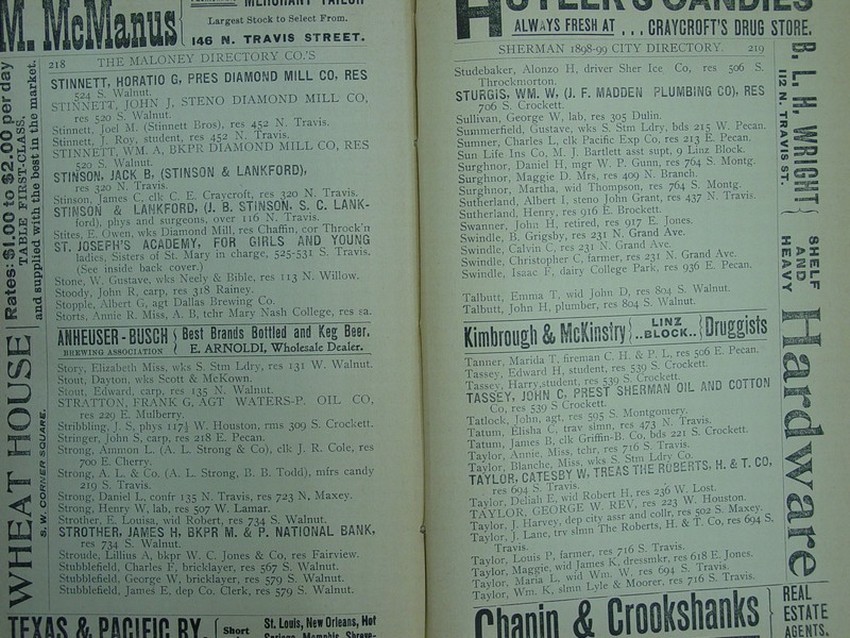 MERCHANT TAILOR
M. McManus
Largest Stock to Select From.
146 N. TRAVIS STREET.
Rates: $1.00 to $2.00 per day
TABLE FIRST-CLASS,
and supplied with the best in the market.
WHEAT HOUSE
S. W. CORNER SQUARE.
218 THE MALONEY DIRECTORY CO.'S
STINNETT, HORATIO G, PRES DIAMOND MILL CO, RES
524 S. Walnut.
STINNETT, JOHN J, STENO DIAMOND MILL CO,
res 520 S. Walnut.
Stinnett, Joel M. (Stinnett Bros), res 452 N. Travis.
Stinnett, J. Roy, student, res 452 N. Travis.
STINNETT, WM. A, BKPR DIAMOND MILL CO, RES
520 S. Walnut.
STINSON, JACK B, (STINSON & LANKFORD),
res 320 N. Travis.
Stinson, James C, clk C. E. Craycroft, res 320 N. Travis.
STINSON & LANKFORD, (J. B. STINSON, S. C. LANK-
ford), phys and surgeons, over 116 N. Travis.
Stites, E. Owen, wks Diamond Mill, res Chaffin, cor Throck'n
ST. JOSEPH'S ACADEMY, FOR GIRLS AND YOUNG
ladies, Sisters of St. Mary in charge, 525-531 S. Travis.
(See inside back cover.)
Stone, W. Gustave, wks Neely & Bible, res 113 N. Willow.
Stoody, John R, carp, res 318 Rainey.
Stopple, Albert G, agt Dallas Brewing Co.
Storts, Annie R. Miss, A. B, tchr Mary Nash College, res sa.
ANHEUSER-BUSCH
BREWING ASSOCIATION
Best Brands Bottled and Keg Beer,
E. ARNOLDI, Wholesale Dealer.
Story, Elizabeth Miss, wks S. Stm Ldry, res 131 W. Walnut.
Stout, Dayton, wks Scott & McKown.
Stout, Edward, carp, res 135 N. Walnut.
STRATTON, FRANK G, AGT WATERS-P. OIL CO,
res 229 E. Mulberry.
Stribbling, J. S, phys 117½ W. Houston, rms 309 S. Crockett.
Stringer, John S, carp, res 218 E. Pecan.
Strong, Ammon L. (A. L. Strong & Co), clk J. R. Cole, res
700 E. Cherry.
Strong, A. L. & Co. (A. L. Strong, B. B. Todd), mfrs candy
219 S. Travis.
Strong, Daniel L, confr 135 N. Travis, res 723 N, Maxey.
Strong, Henry W, lab, res 507 W. Lamar.
Strother, E. Louisa, wid Robert, res 734 S. Walnut.
STROTHER, JAMES H, BKPR M. & P. NATIONAL BANK,
res 734 S. Walnut.
Stroude, Lillius A, bkpr W. C. Jones & Co, res Fairview.
Stubblefield, Charles F, bricklayer, res 567 S. Walnut.
Stubblefield, George W, bricklayer, res 579 S. Walnut.
Stubblefield, James E, dep Co. Clerk, res 579 S. Walnut.
TEXAS & PACIFIC RY.
Short
St. Louis, New Orleans, Hot
ALWAYS FRESH AT ... CRAYCROFT'S DRUG STORE.
SHERMAN 1898-99 CITY DIRECTORY. 219
Studebaker, Alonzo H, driver Sher Ice Co, res 506 S.
Throckmorton.
STURGIS, WM. W, (J. F. MADDEN PLUMBING CO), RES
706 S. Crockett.
Sullivan, George W, lab, res 305 Dulin.
Summerfield, Gustave, wks S. Stm Ldry, bds 215 W. Pecan.
Sumner, Charles L, clk Pacific Exp Co, res 213 E. Pecan.
Sun Life Ins Co, M. J. Bartlett asst supt, 9 Linz Block.
Surghnor, Daniel H, mgr W. P. Gunn, res 764 S. Montg.
Surghnor, Maggie D. Mrs, res 409 N. Branch.
Surghnor, Martha, wid Thompson, res 764 S. Montg.
Sutherland, Albert I, steno John Grant, res 437 N. Travis.
Sutherland, Henry, res 916 E. Brockett.
Swanner, John H, retired, res 917 E. Jones.
Swindle, B. Grigsby, res 231 N. Grand Ave.
Swindle, Calvin C, res 231 N. Grand Ave.
Swindle, Christopher C, farmer, res 231 N. Grand Ave.
Swindle, Isaac F, dairy College Park, res 936 E. Pecan.
Talbutt, Emma T, wid John D, res 804 S. Walnut.
Talbutt, John H, plumber, res 804 S. Walnut.
Kimbrough & McKinstry
LINZ
..BLOCK..
Druggists
Tanner, Marida T, fireman C. H. & P. L, res 506 E. Pecan.
Tassey, Edward H, student, res 539 S. Crockett.
Tassey, Harry, student, res 539 S. Crockett.
TASSEY, JOHN C, PREST SHERMAN OIL AND COTTON
Co, res 539 S Crockett.
Tatlock, John, agt, res 595 S. Montgomery.
Tatum, Elisha C, trav slmn, res 473 N. Travis.
Tatum, James B, clk Griffin-B. Co, bds 221 S. Crockett.
Taylor, Annie, Miss, tchr, res 716 S. Travis.
Taylor, Blanche, Miss, wks S. Stm Ldry Co.
TAYLOR, CATESBY W, TREAS THE ROBERTS, H. & T. CO,
res 694 S. Travis.
Taylor, Deliah E, wid Robert H, res 236 W. Lost.
TAYLOR, GEORGE W. REV, res 223 W. Houston.
Taylor, J. Harvey, dep city assr and collr, res 502 S. Maxey.
Taylor, J. Lane, trv slmn The Roberts, H. & T. Co, res 694 S.
Travis.
Taylor, Louis P, farmer, res 716 S. Travis.
Taylor, Maggie, wid James K, dressmkr, res 618 E. Jones.
Taylor, Maria L, wid Wm. W, res 694 S. Travis.
Taylor, Wm. K, slmn Lyle & Moorer, res 716 S. Travis.
B. L. H. WRIGHT
112 N. TRAVIS ST.
SHELF
AND
HEAVY
Hardware
Chapin & Crookshanks
REAL
ESTATE
AGENTS.